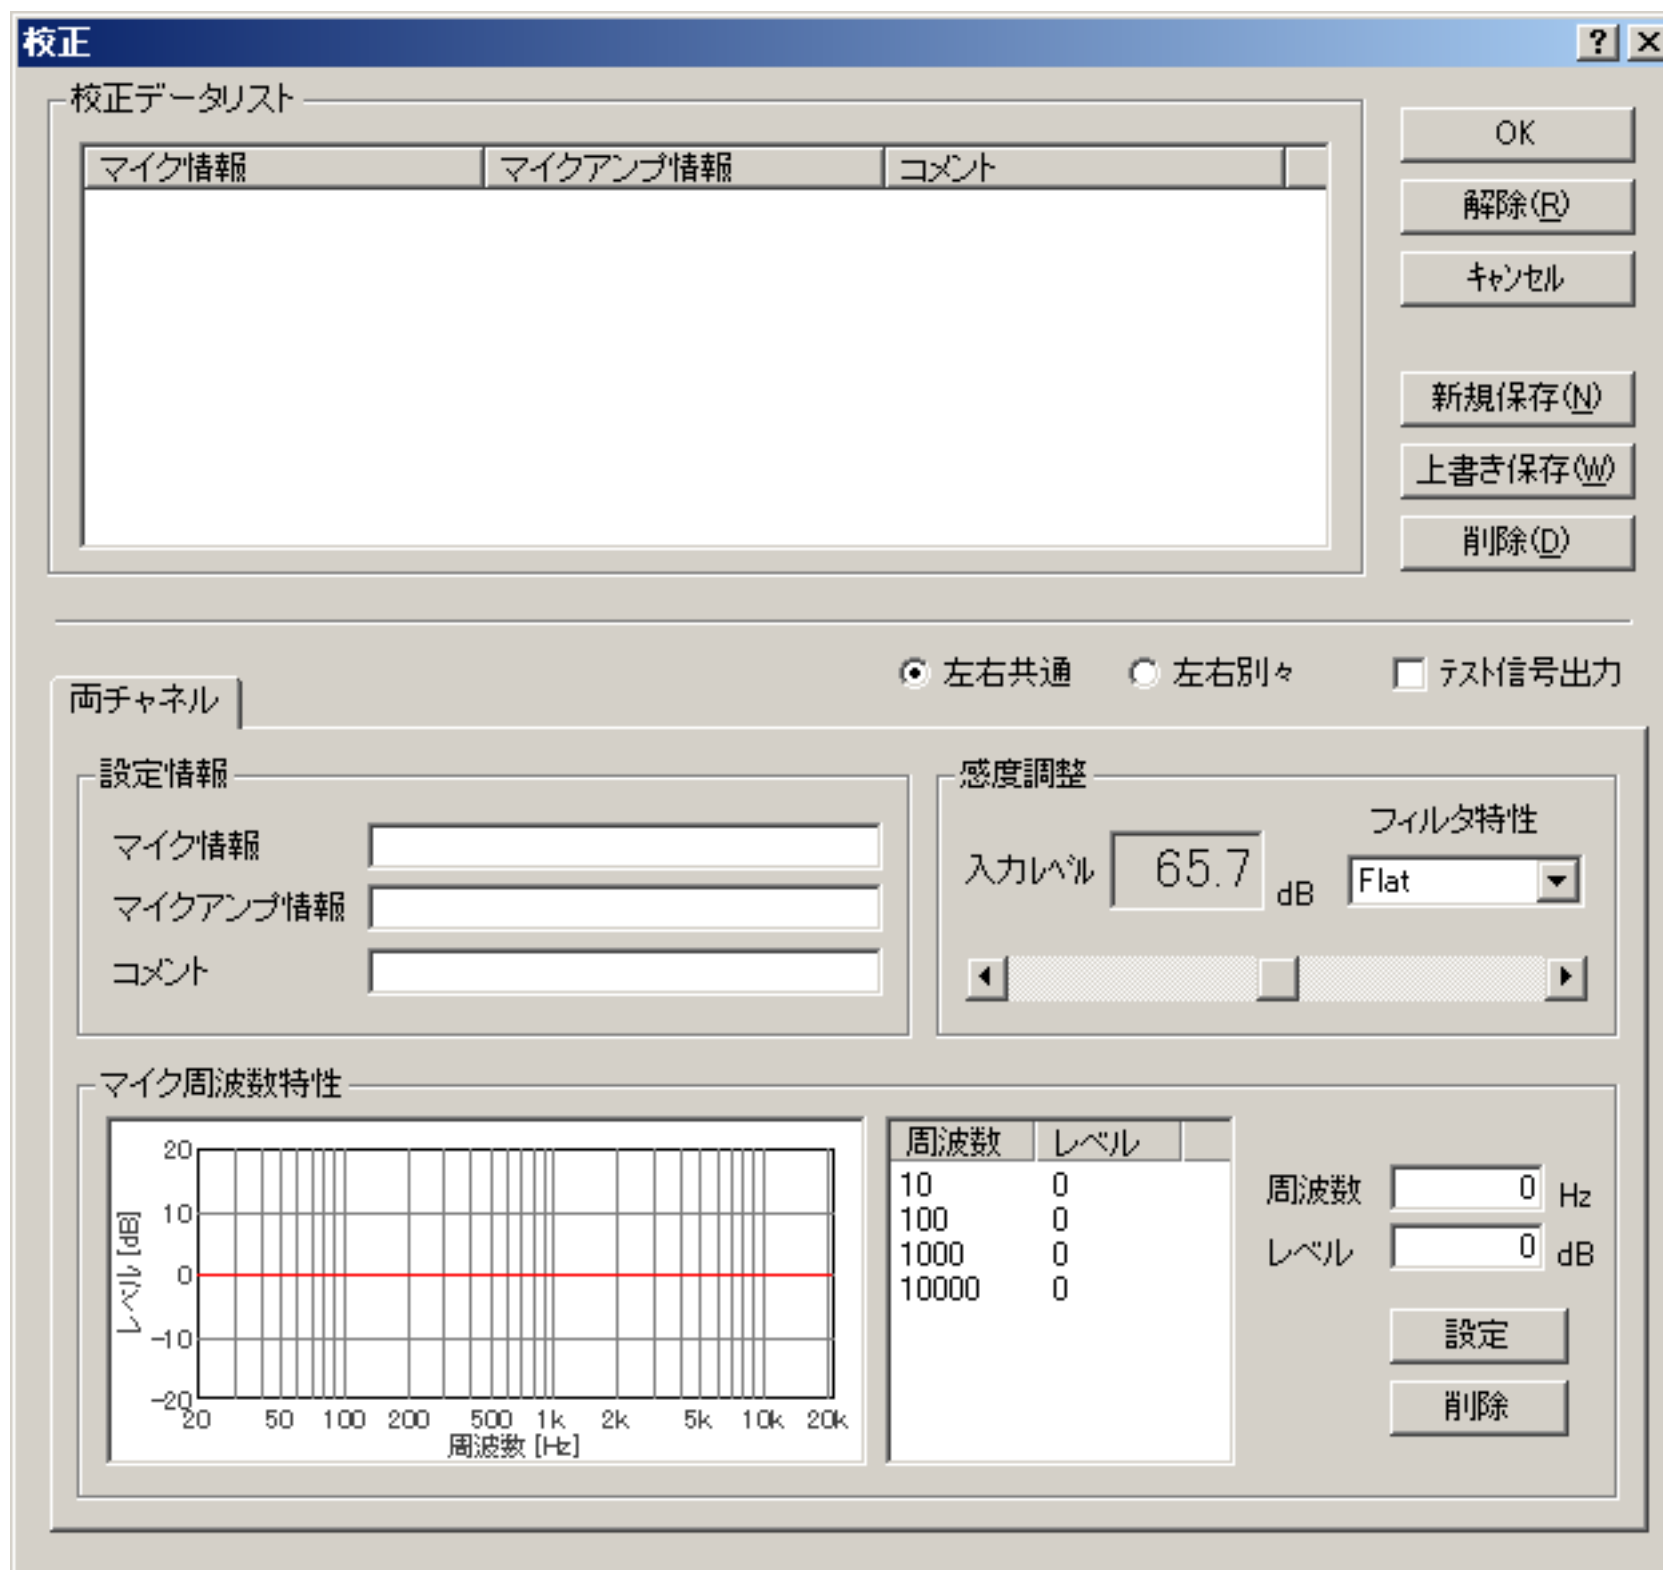 校正
校正データリスト
マイク情報 マイクアンプ情報 コメント
OK
解除(R)
キャンセル
新規保存(N)
上書き保存(W)
削除(D)
左右共通 左右別々 テスト信号出力
両チャネル
設定情報
マイク情報
マイクアンプ情報
コメント
感度調整
フィルタ特性
入力レベル 65.7 dB Flat
マイク周波数特性
20
10
0
-10
-20
レベル [dB]
20 50 100 200 500 1k 2k 5k 10k 20k
周波数 [Hz]
周波数 レベル
10 0
100 0
1000 0
10000 0
周波数 0 Hz
レベル 0 dB
設定
削除